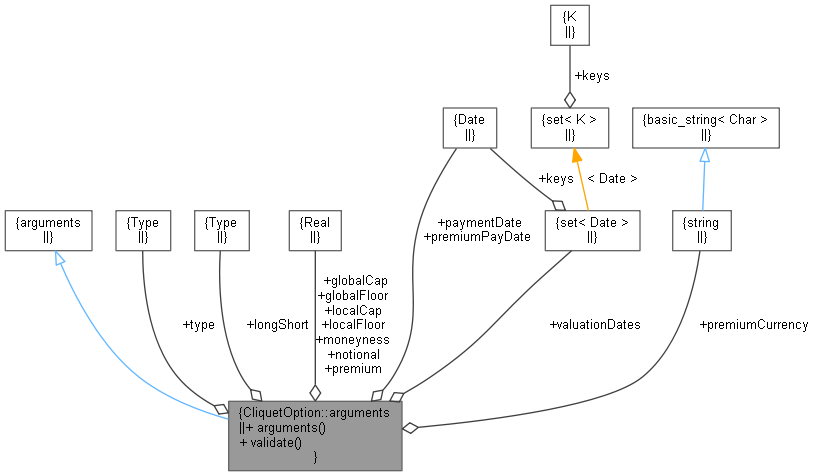 {K
||}
+keys
{Date
||}
{set< K >
||}
{basic_string< Char >
||}
+keys
< Date >
{arguments
||}
{Type
||}
{Type
||}
{Real
||}
+paymentDate
+premiumPayDate
{set< Date >
||}
{string
||}
+type
+longShort
+globalCap
+globalFloor
+localCap
+localFloor
+moneyness
+notional
+premium
+valuationDates
+premiumCurrency
{CliquetOption::arguments
||+ arguments()
+ validate()
}